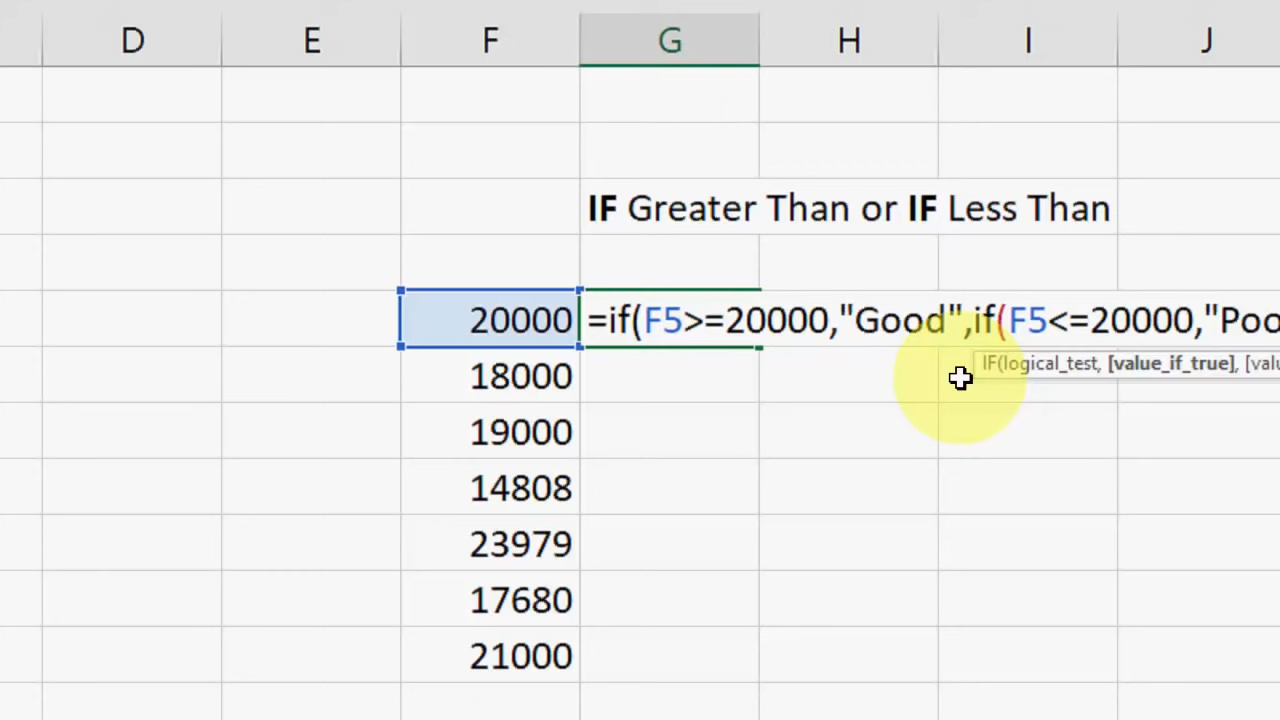 D E F G H I J
IF Greater Than or IF Less Than
20000 =if(F5>=20000,"Good",if(F5<=20000,"Poo
IF(logical_test, [value_if_true], [valu
18000
19000
14808
23979
17680
21000